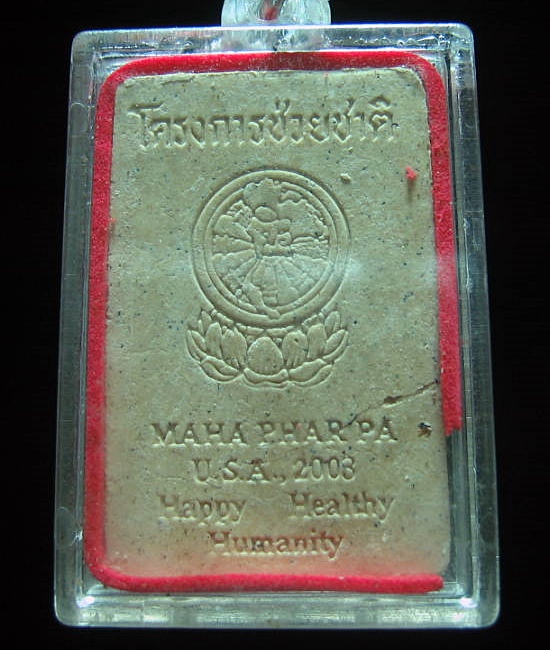 โครงการช่วยชาติ
MAHA PHAR PA
U.S.A., 2003
Happy Healthy
Humanity